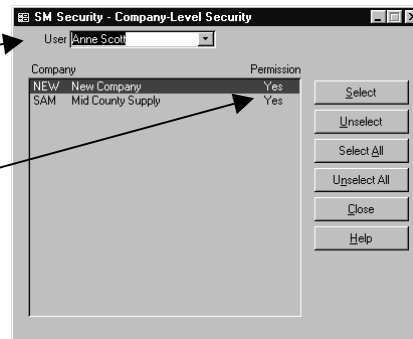 SM Security - Company-Level Security
User Anne Scott
Company Permission
NEW New Company Yes
SAM Mid County Supply Yes
Select
Unselect
Select All
Unselect All
Close
Help